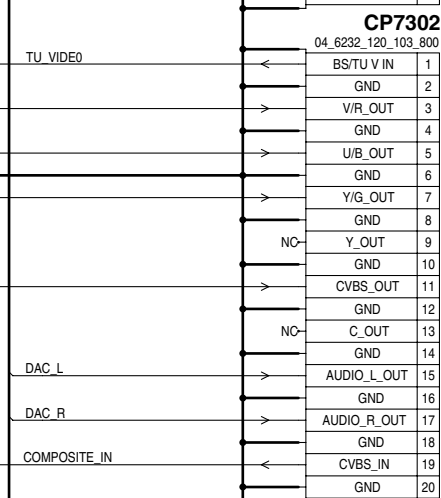 CP7302
04_6232_120_103_800
TU_VIDE0
BS/TU V IN 1
GND 2
V/R_OUT 3
GND 4
U/B_OUT 5
GND 6
Y/G_OUT 7
GND 8
NC Y_OUT 9
GND 10
CVBS_OUT 11
GND 12
NC C_OUT 13
GND 14
DAC_L
AUDIO_L_OUT 15
GND 16
DAC_R
AUDIO_R_OUT 17
GND 18
COMPOSITE_IN
CVBS_IN 19
GND 20